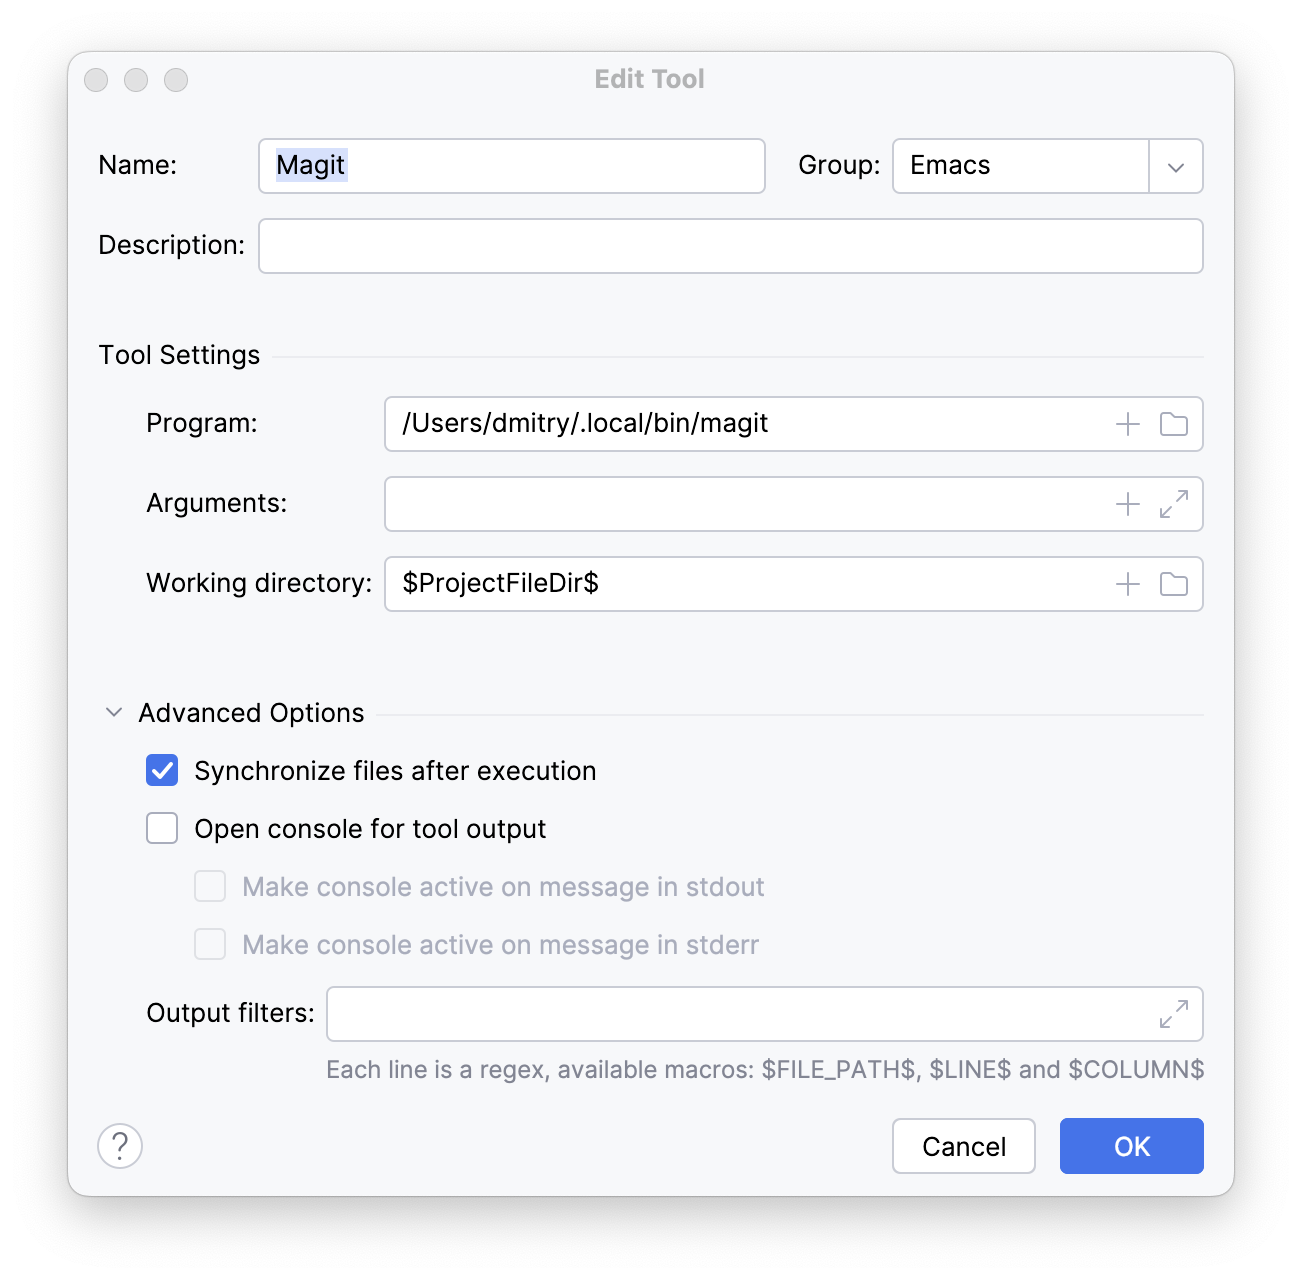 Edit Tool
Name: Magit Group: Emacs
Description:
Tool Settings
Program: /Users/dmitry/.local/bin/magit
Arguments:
Working directory: $ProjectFileDir$
Advanced Options
Synchronize files after execution
Open console for tool output
Make console active on message in stdout
Make console active on message in stderr
Output filters:
Each line is a regex, available macros: $FILE_PATH$, $LINE$ and $COLUMN$
? Cancel OK